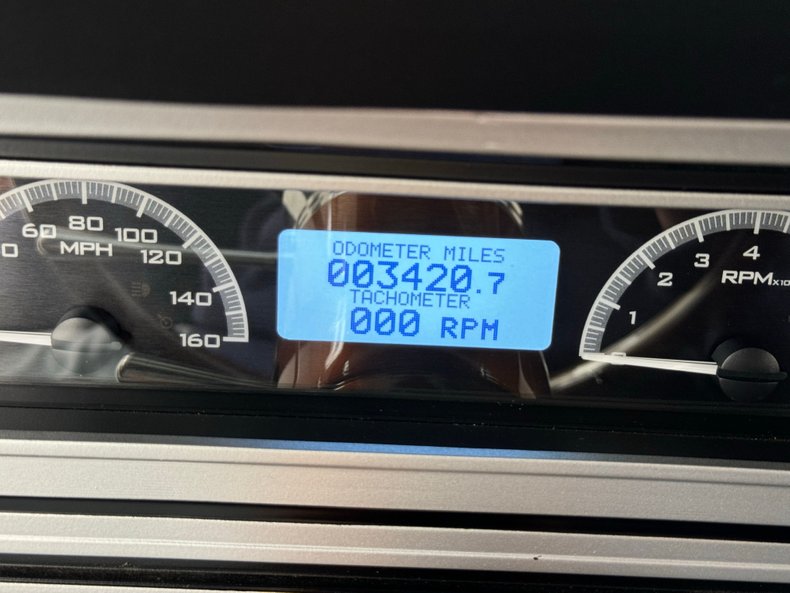 60
80
100
120
140
160
MPH
ODOMETER MILES
003420.7
TACHOMETER
000 RPM
1
2
3
4
RPM